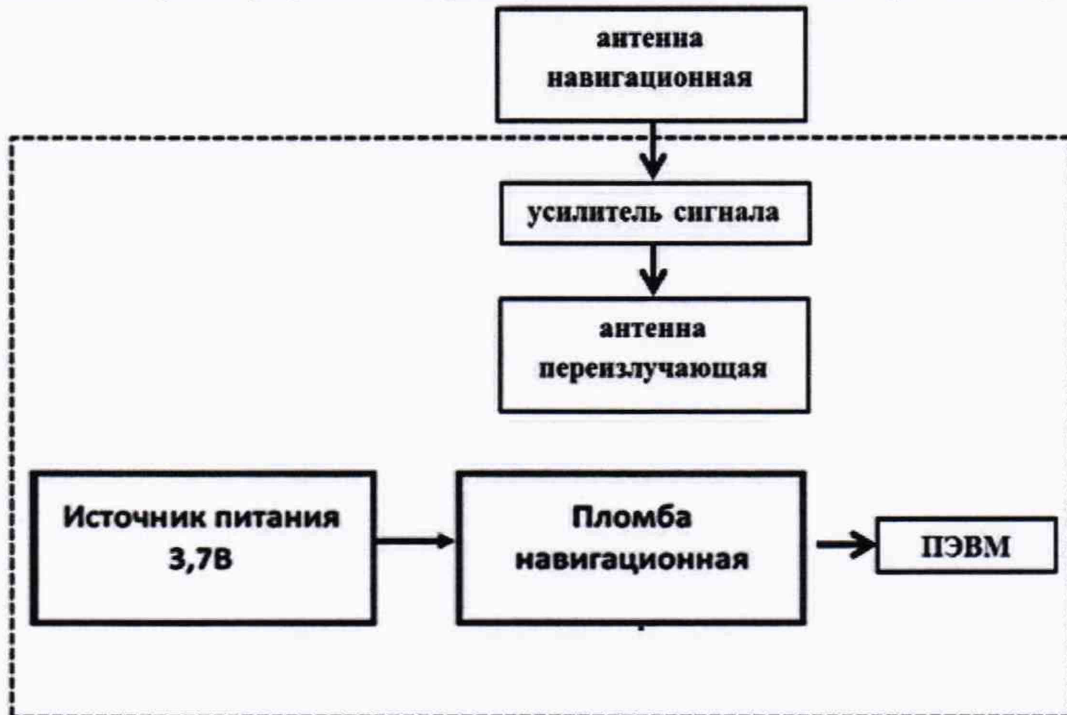 антенна
навигационная
усилитель сигнала
антенна
переизлучающая
Источник питания
3,7В
Пломба
навигационная
ПЭВМ